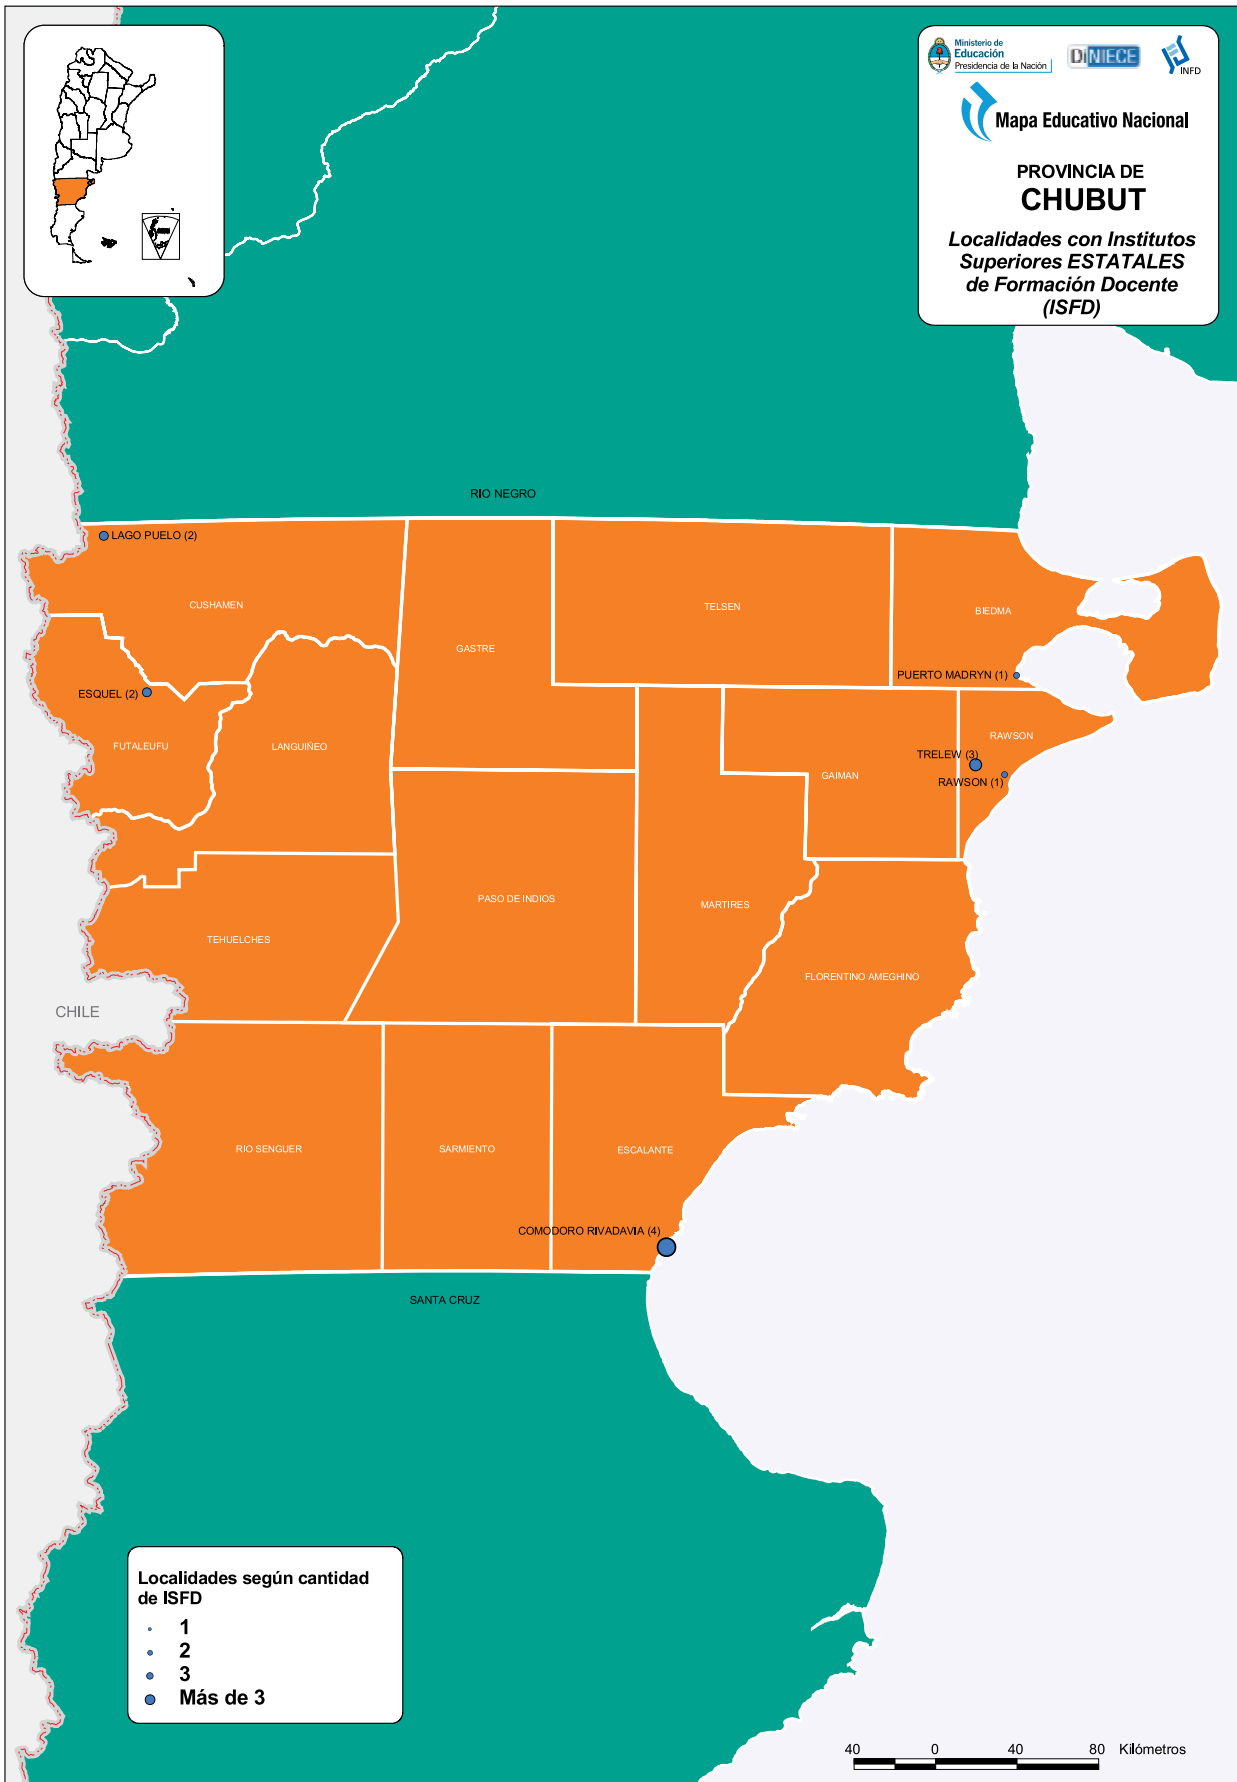 Ministerio de
Educación
Presidencia de la Nación
DiNIECE
INFD
Mapa Educativo Nacional
PROVINCIA DE
CHUBUT
Localidades con Institutos
Superiores ESTATALES
de Formación Docente
(ISFD)
RIO NEGRO
LAGO PUELO (2)
CUSHAMEN
TELSEN
BIEDMA
GASTRE
PUERTO MADRYN (1)
ESQUEL (2)
FUTALEUFU
LANGUIÑEO
RAWSON
TRELEW (3)
GAIMAN
RAWSON (1)
PASO DE INDIOS
MARTIRES
TEHUELCHES
FLORENTINO AMEGHINO
CHILE
RIO SENGUER
SARMIENTO
ESCALANTE
COMODORO RIVADAVIA (4)
SANTA CRUZ
Localidades según cantidad
de ISFD
1
2
3
Más de 3
40 0 40 80 Kilómetros